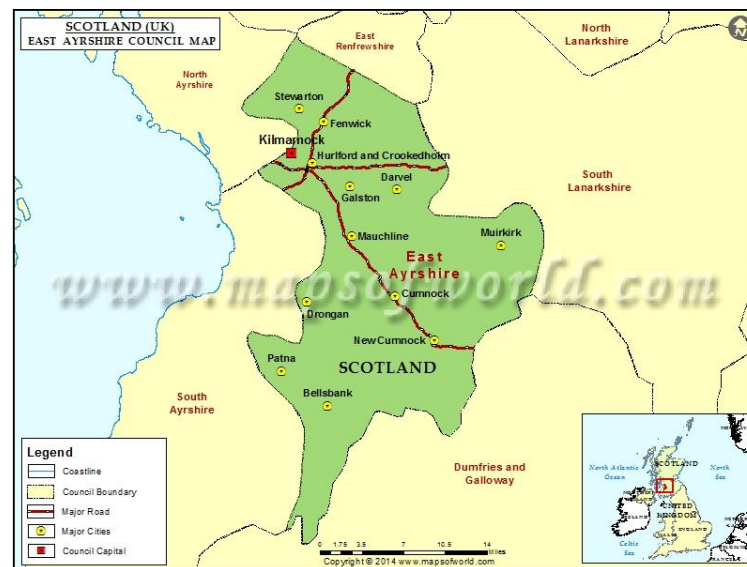 SCOTLAND (UK)
EAST AYRSHIRE COUNCIL MAP
East
Renfrewshire
North
Lanarkshire
N
North
Ayrshire
Stewarton
Fenwick
Kilmarnock
Hurlford and Crookedholm
Darvel
Galston
South
Lanarkshire
Mauchline
Muirkirk
East
Ayrshire
www.mapsofworld.com
Cumnock
Drongan
New Cumnock
Patna
SCOTLAND
South
Ayrshire
Bellsbank
Dumfries and
Galloway
Legend
Coastline
Council Boundary
Major Road
Major Cities
Council Capital
0 1.75 3.5 7 10.5 14
Miles
Copyright © 2014 www.mapsofworld.com
SCOTLAND
North Atlantic
Ocean
North
Sea
UNITED
KINGDOM
IRELAND
ENGLAND
WALES
Celtic
Sea